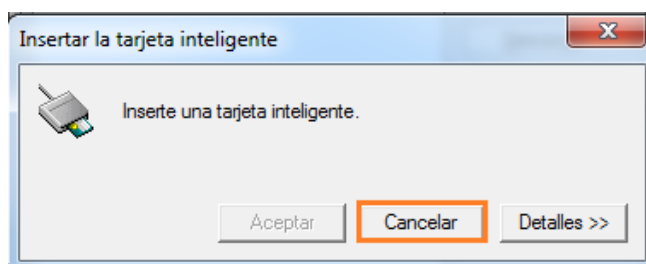 Insertar la tarjeta inteligente
Inserte una tarjeta inteligente.
Aceptar Cancelar Detalles >>